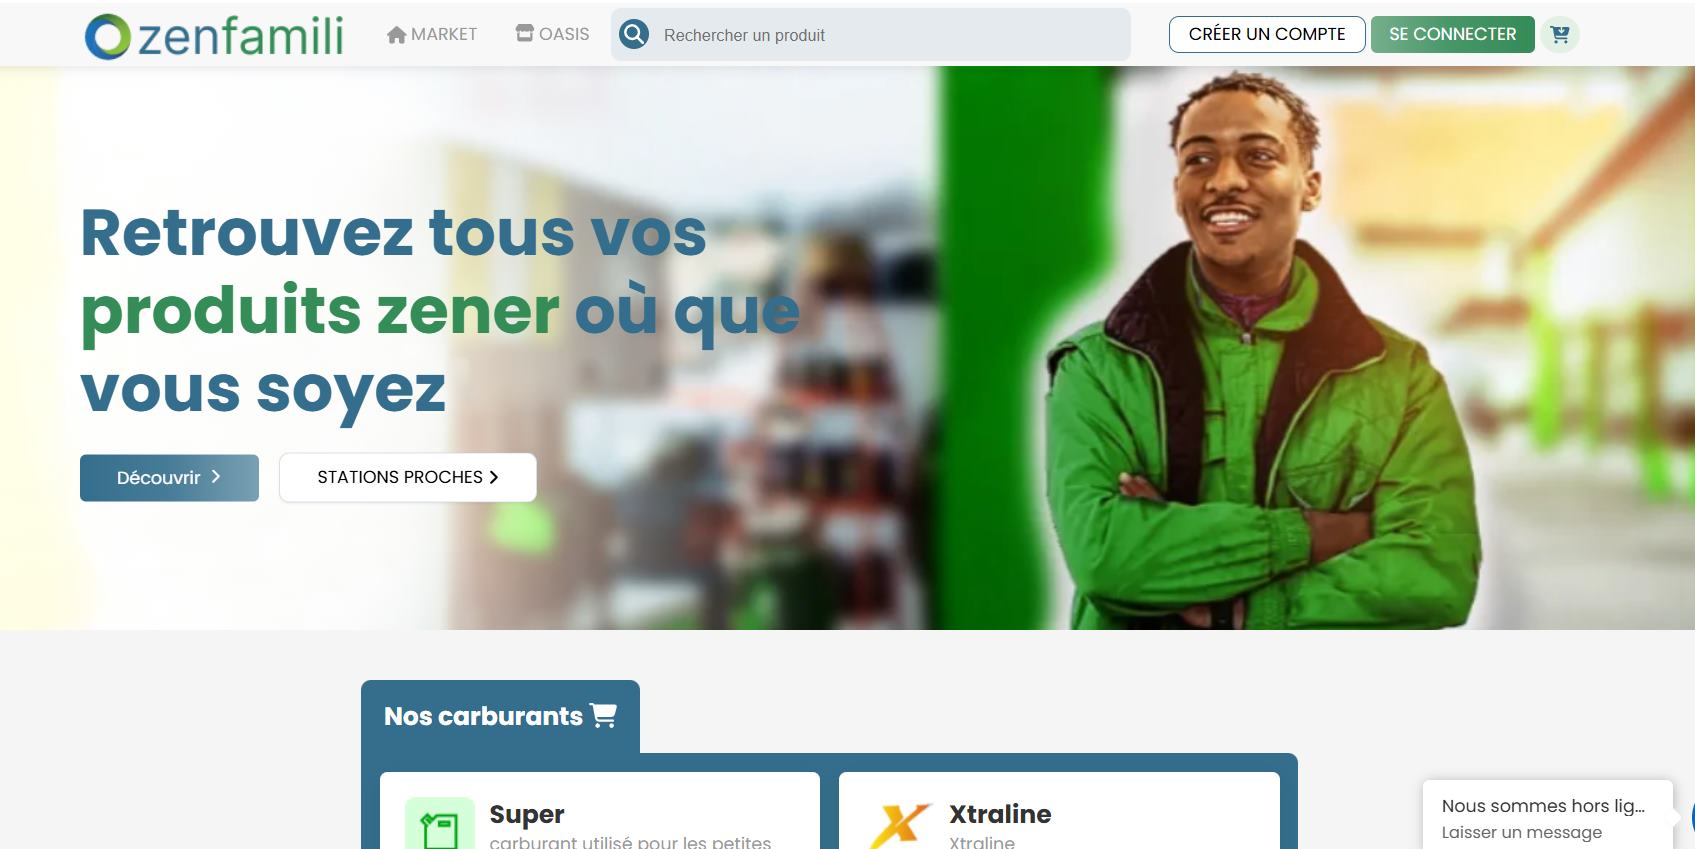 zenfamili
MARKET
OASIS
Rechercher un produit
CRÉER UN COMPTE
SE CONNECTER
Retrouvez tous vos
produits zener où que
vous soyez
Découvrir
STATIONS PROCHES
Nos carburants
Super
carburant utilisé pour les petites
Xtraline
Xtraline
Nous sommes hors lig...
Laisser un message